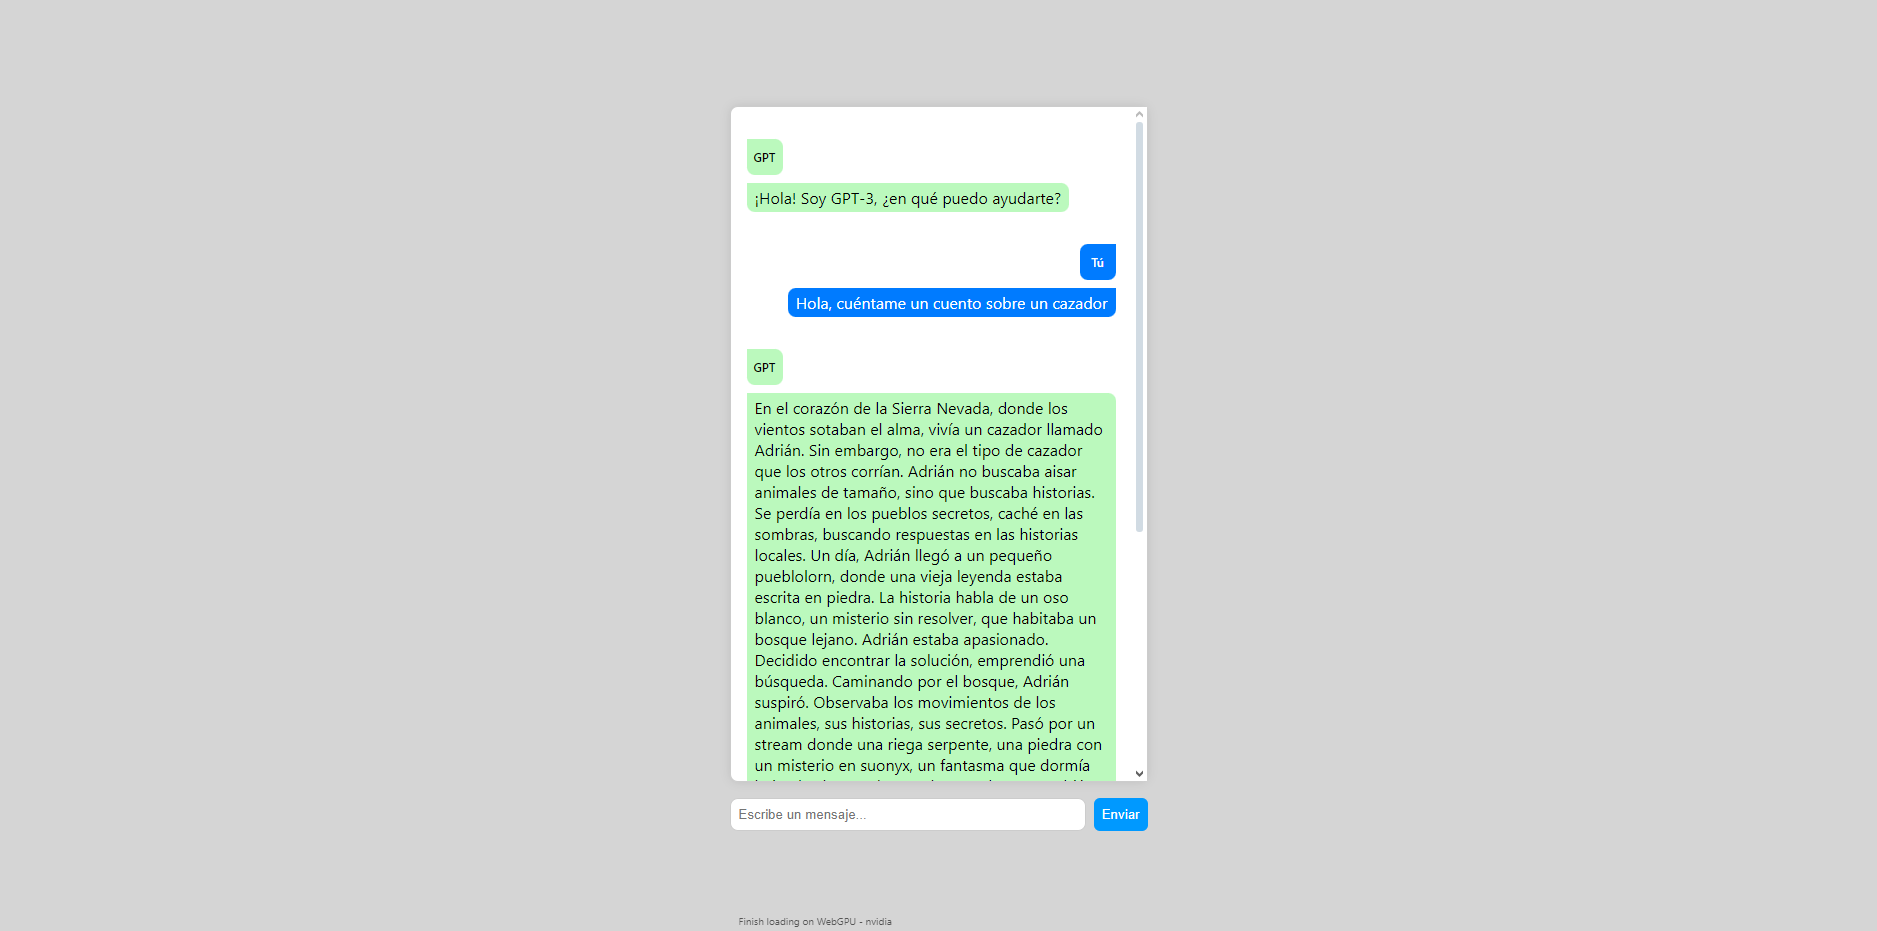 GPT
¡Hola! Soy GPT-3, ¿en qué puedo ayudarte?
Tú
Hola, cuéntame un cuento sobre un cazador
GPT
En el corazón de la Sierra Nevada, donde los
vientos sotaban el alma, vivía un cazador llamado
Adrián. Sin embargo, no era el tipo de cazador
que los otros corrían. Adrián no buscaba aisar
animales de tamaño, sino que buscaba historias.
Se perdía en los pueblos secretos, caché en las
sombras, buscando respuestas en las historias
locales. Un día, Adrián llegó a un pequeño
pueblolorn, donde una vieja leyenda estaba
escrita en piedra. La historia habla de un oso
blanco, un misterio sin resolver, que habitaba un
bosque lejano. Adrián estaba apasionado.
Decidido encontrar la solución, emprendió una
búsqueda. Caminando por el bosque, Adrián
suspiró. Observaba los movimientos de los
animales, sus historias, sus secretos. Pasó por un
stream donde una riega serpente, una piedra con
un misterio en suonyx, un fantasma que dormía
Escribe un mensaje...
Enviar
Finish loading on WebGPU - nvidia